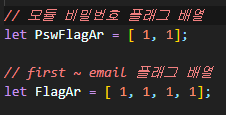 // 모듈 비밀번호 플래그 배열
let PswFlagAr = [ 1, 1];
// first ~ email 플래그 배열
let FlagAr = [ 1, 1, 1, 1];